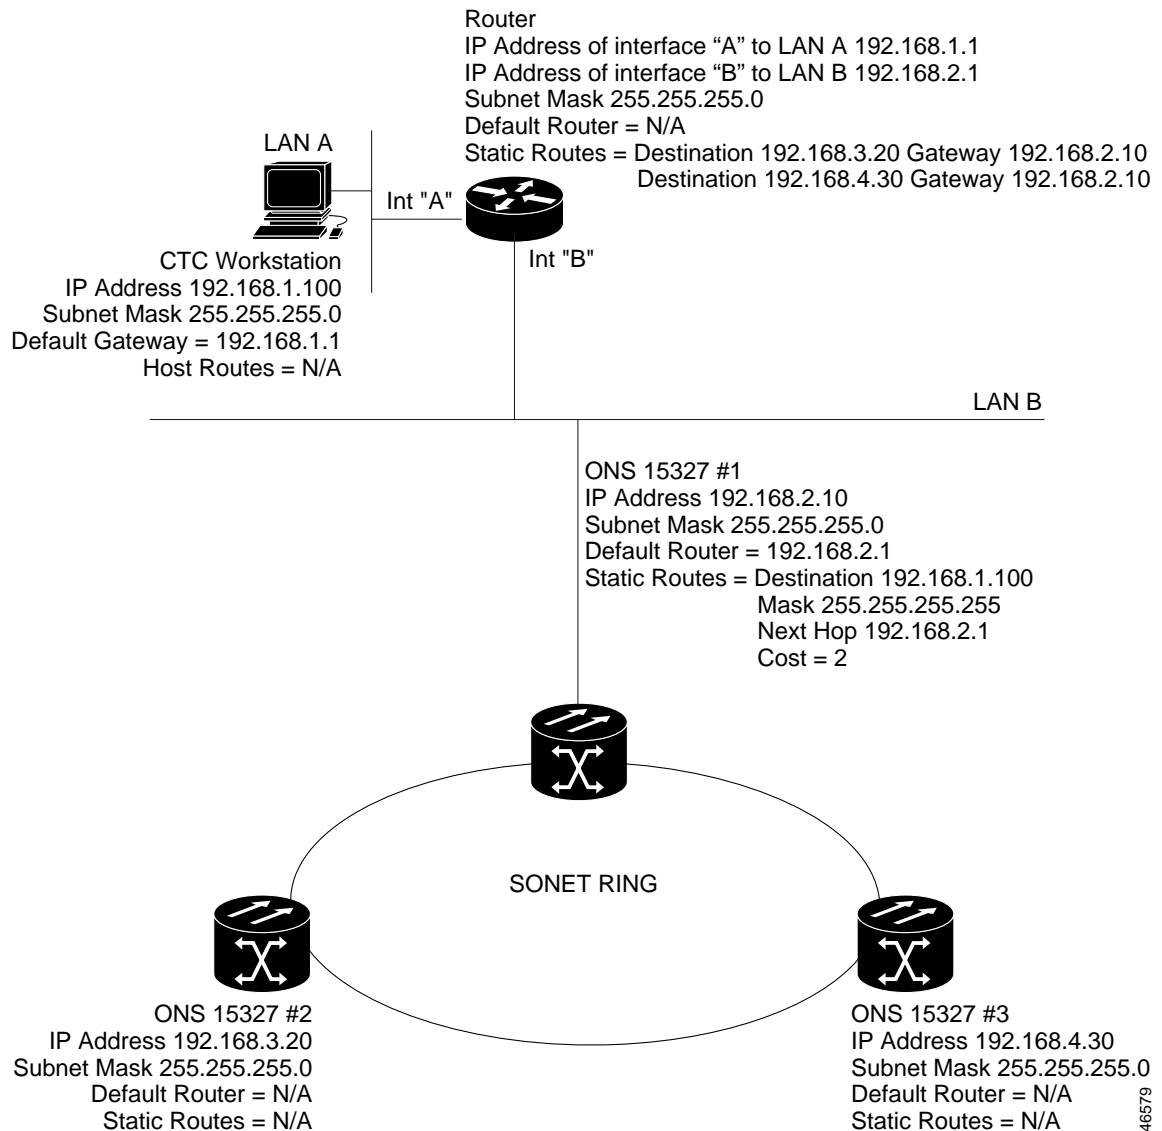 Router
IP Address of interface “A” to LAN A 192.168.1.1
IP Address of interface “B” to LAN B 192.168.2.1
Subnet Mask 255.255.255.0
Default Router = N/A
Static Routes = Destination 192.168.3.20 Gateway 192.168.2.10
Destination 192.168.4.30 Gateway 192.168.2.10
LAN A
Int "A"
Int "B"
CTC Workstation
IP Address 192.168.1.100
Subnet Mask 255.255.255.0
Default Gateway = 192.168.1.1
Host Routes = N/A
LAN B
ONS 15327 #1
IP Address 192.168.2.10
Subnet Mask 255.255.255.0
Default Router = 192.168.2.1
Static Routes = Destination 192.168.1.100
Mask 255.255.255.255
Next Hop 192.168.2.1
Cost = 2
SONET RING
ONS 15327 #2
IP Address 192.168.3.20
Subnet Mask 255.255.255.0
Default Router = N/A
Static Routes = N/A
ONS 15327 #3
IP Address 192.168.4.30
Subnet Mask 255.255.255.0
Default Router = N/A
Static Routes = N/A
46579